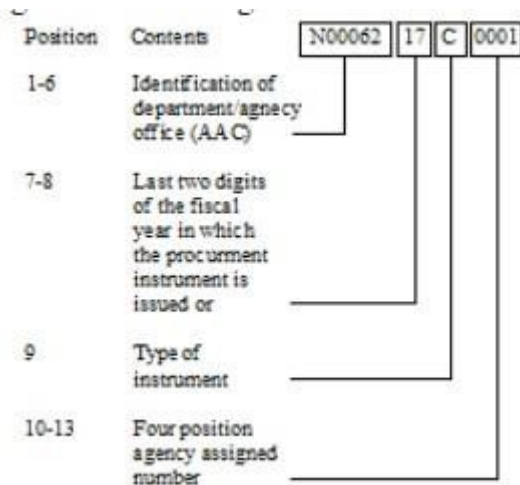 Position Contents N00062 17 C 0001
1-6 Identification of
department/agnecy
office (AAC)
7-8 Last two digits
of the fiscal
year in which
the procurment
instrument is
issued or
9 Type of
instrument
10-13 Four position
agency assigned
number